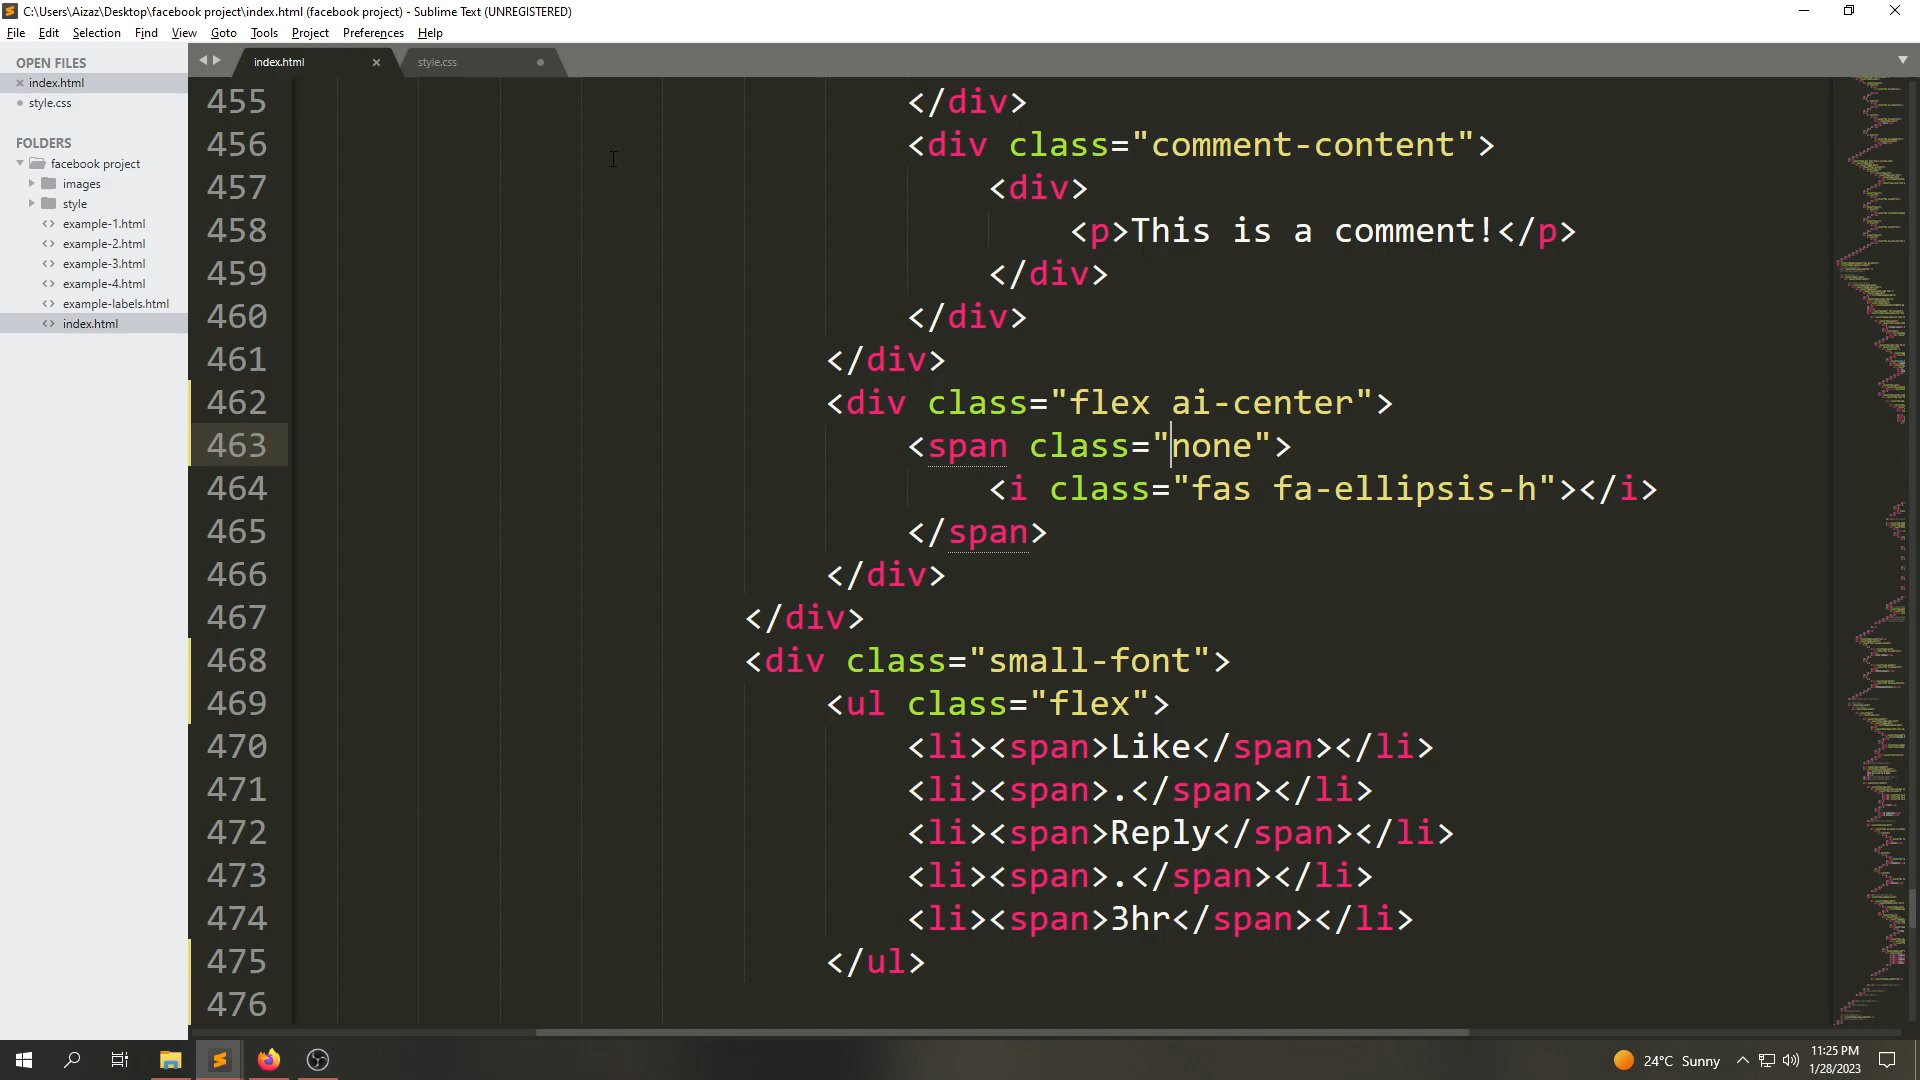 C:\Users\Aizaz\Desktop\facebook project\index.html (facebook project) - Sublime Text (UNREGISTERED)
File Edit Selection Find View Goto Tools Project Preferences Help
OPEN FILES
index.html
style.css
FOLDERS
facebook project
images
style
example-1.html
example-2.html
example-3.html
example-4.html
example-labels.html
index.html
index.html
style.css
455 </div>
456 <div class="comment-content">
457 <div>
458 <p>This is a comment!</p>
459 </div>
460 </div>
461 </div>
462 <div class="flex ai-center">
463 <span class="none">
464 <i class="fas fa-ellipsis-h"></i>
465 </span>
466 </div>
467 </div>
468 <div class="small-font">
469 <ul class="flex">
470 <li><span>Like</span></li>
471 <li><span>.</span></li>
472 <li><span>Reply</span></li>
473 <li><span>.</span></li>
474 <li><span>3hr</span></li>
475 </ul>
476
24°C Sunny
11:25 PM
1/28/2023